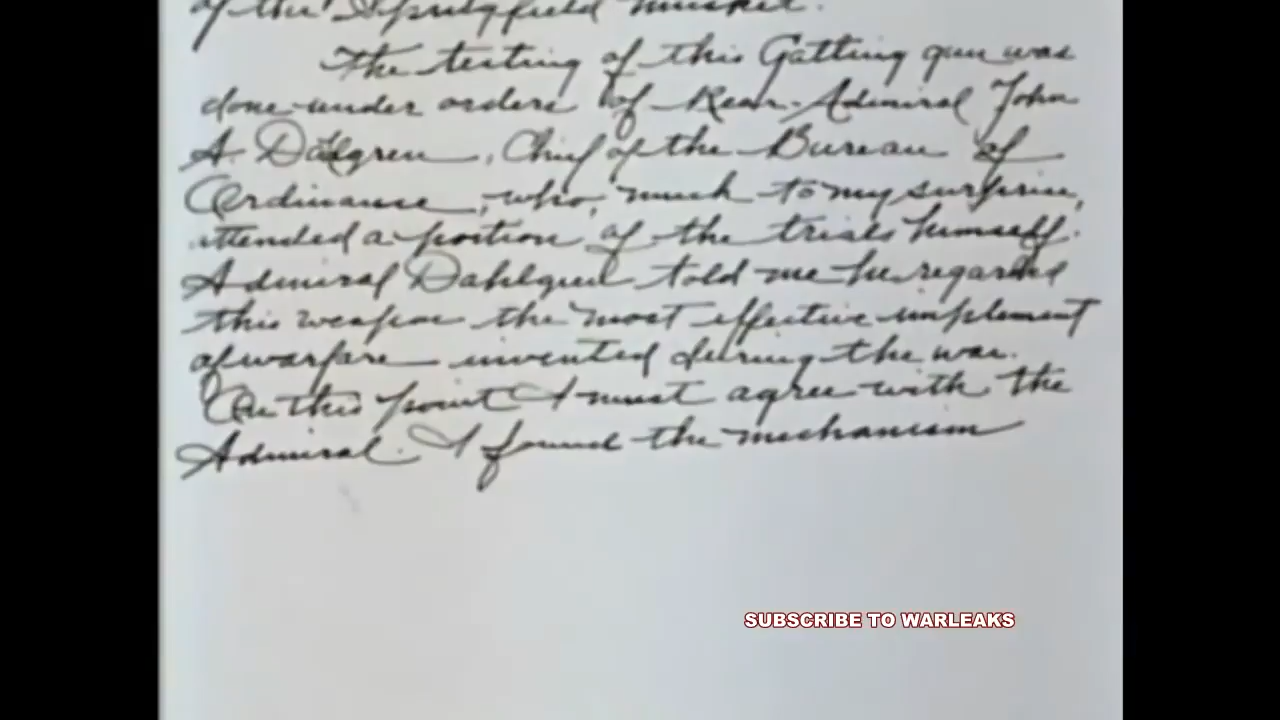 of the Springfield musket.
The testing of this Gatling gun was
done under orders of Rear-Admiral John
A. Dahlgren, Chief of the Bureau of
Ordinance, who, much to my surprise,
attended a portion of the trials himself.
Admiral Dahlgren told me he regards
this weapon the most effective implement
of warfare invented during the war.
On this point I must agree with the
Admiral. I found the mechanism
SUBSCRIBE TO WARLEAKS